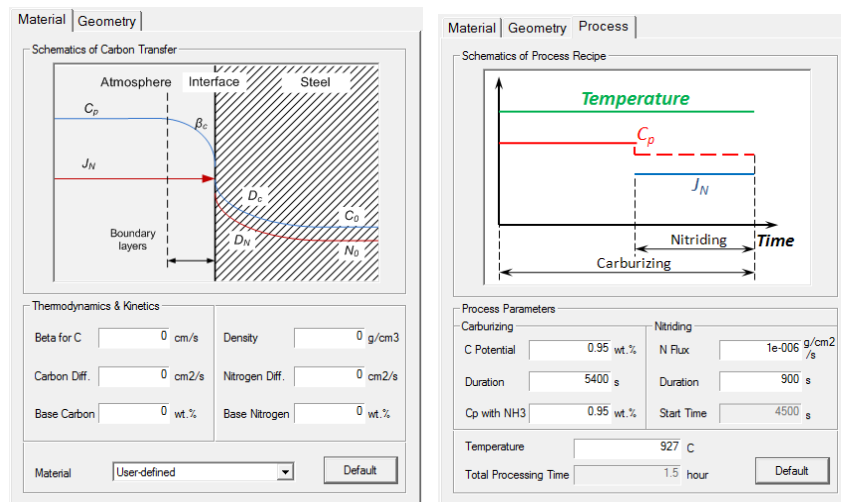 Material
Geometry
Schematics of Carbon Transfer
Atmosphere Interface Steel
Cp
βc
JN
Dc
C0
DN
N0
Boundary
layers
Thermodynamics & Kinetics
Beta for C 0 cm/s Density 0 g/cm3
Carbon Diff. 0 cm2/s Nitrogen Diff. 0 cm2/s
Base Carbon 0 wt.% Base Nitrogen 0 wt.%
Material User-defined Default
Material Geometry Process
Schematics of Process Recipe
Temperature
Cp
JN
Nitriding Time
Carburizing
Process Parameters
Carburizing Nitriding
C Potential 0.95 wt.% N Flux 1e-006 g/cm2
/s
Duration 5400 s Duration 900 s
Cp with NH3 0.95 wt.% Start Time 4500 s
Temperature 927 C
Total Processing Time 1.5 hour Default